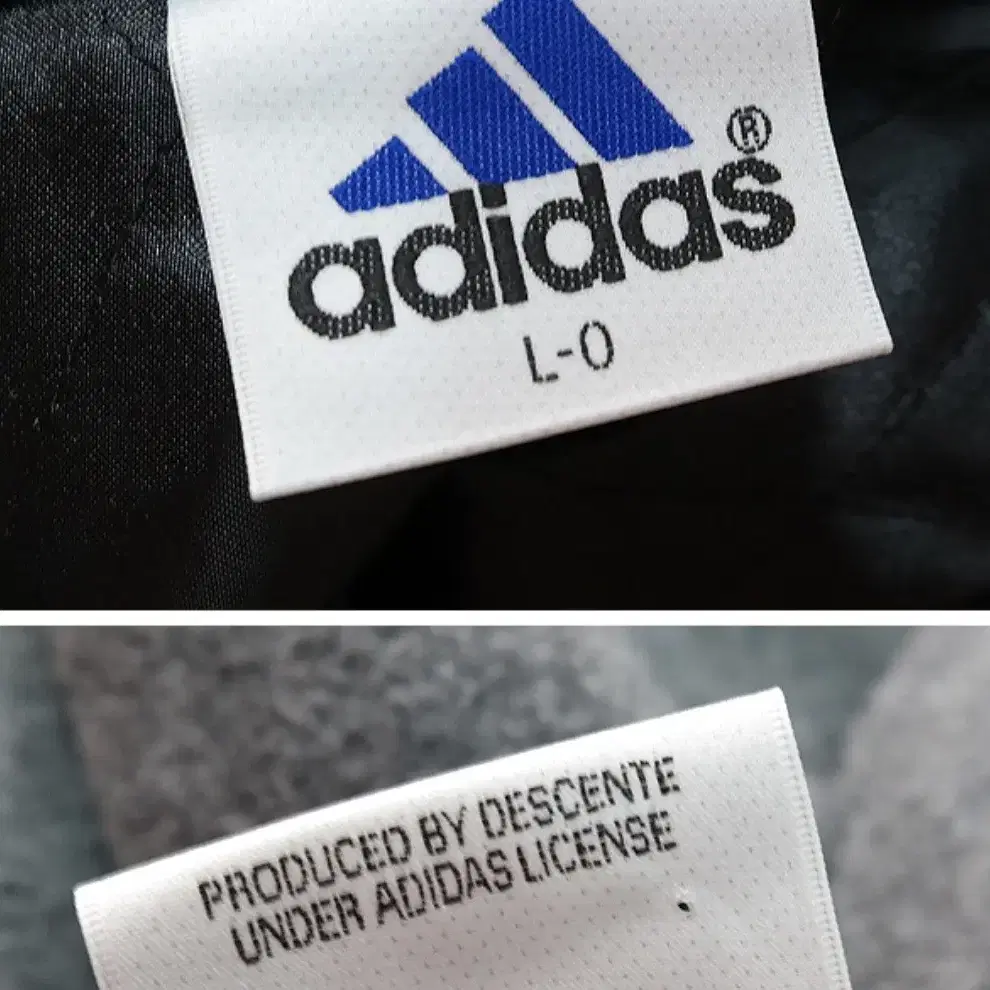 adidas®
L-O
PRODUCED BY DESCENTE
UNDER ADIDAS LICENSE